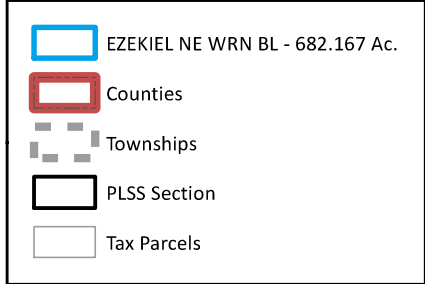 EZEKIEL NE WRN BL - 682.167 Ac.
Counties
Townships
PLSS Section
Tax Parcels